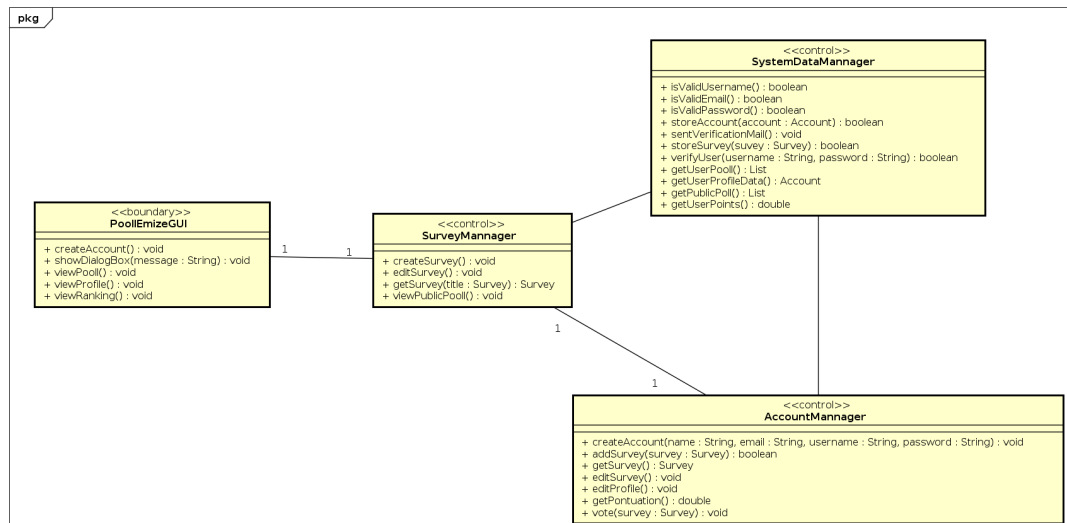 pkg
<<control>>
SystemDataMannager
+ isValidUsername() : boolean
+ isValidEmail() : boolean
+ isValidPassword() : boolean
+ storeAccount(account : Account) : boolean
+ sentVerificationMail() : void
+ storeSurvey(suvey : Survey) : boolean
+ verifyUser(username : String, password : String) : boolean
+ getUserPooll() : List
+ getUserProfileData() : Account
+ getPublicPoll() : List
+ getUserPoints() : double
<<boundary>>
PoollEmizeGUI
+ createAccount() : void
+ showDialogBox(message : String) : void
+ viewPooll() : void
+ viewProfile() : void
+ viewRanking() : void
1
1
<<control>>
SurveyMannager
+ createSurvey() : void
+ editSurvey() : void
+ getSurvey(title : Survey) : Survey
+ viewPublicPooll() : void
1
1
<<control>>
AccountMannager
+ createAccount(name : String, email : String, username : String, password : String) : void
+ addSurvey(survey : Survey) : boolean
+ getSurvey() : Survey
+ editSurvey() : void
+ editProfile() : void
+ getPontuation() : double
+ vote(survey : Survey) : void